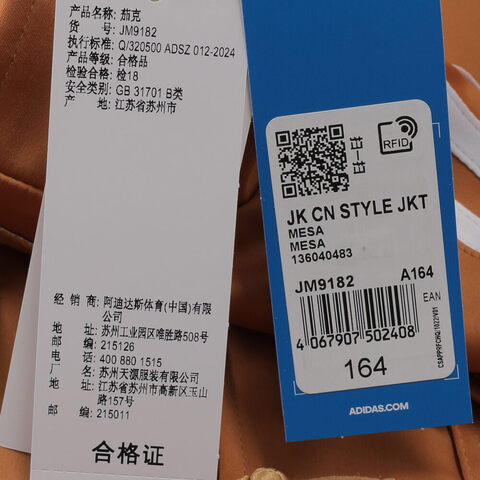 产品名称: 茄克
货 号: JM9182
执行标准: Q/320500 ADSZ 012-2024
产品等级: 合格品
检验合格: 检18
安全类别: GB 31701 B类
产 地: 江苏省苏州市
经 销 商: 阿迪达斯体育(中国)有限公司
地 址: 苏州工业园区唯胜路508号
邮 编: 215126
电 话: 400 880 1515
厂 名: 苏州天源服装有限公司
地 址: 江苏省苏州市高新区玉山路157号
邮 编: 215011
合格证
RFID
JK CN STYLE JKT
MESA
MESA
136040483
JM9182 A164
EAN
4 067907 502408
164
ADIDAS.COM